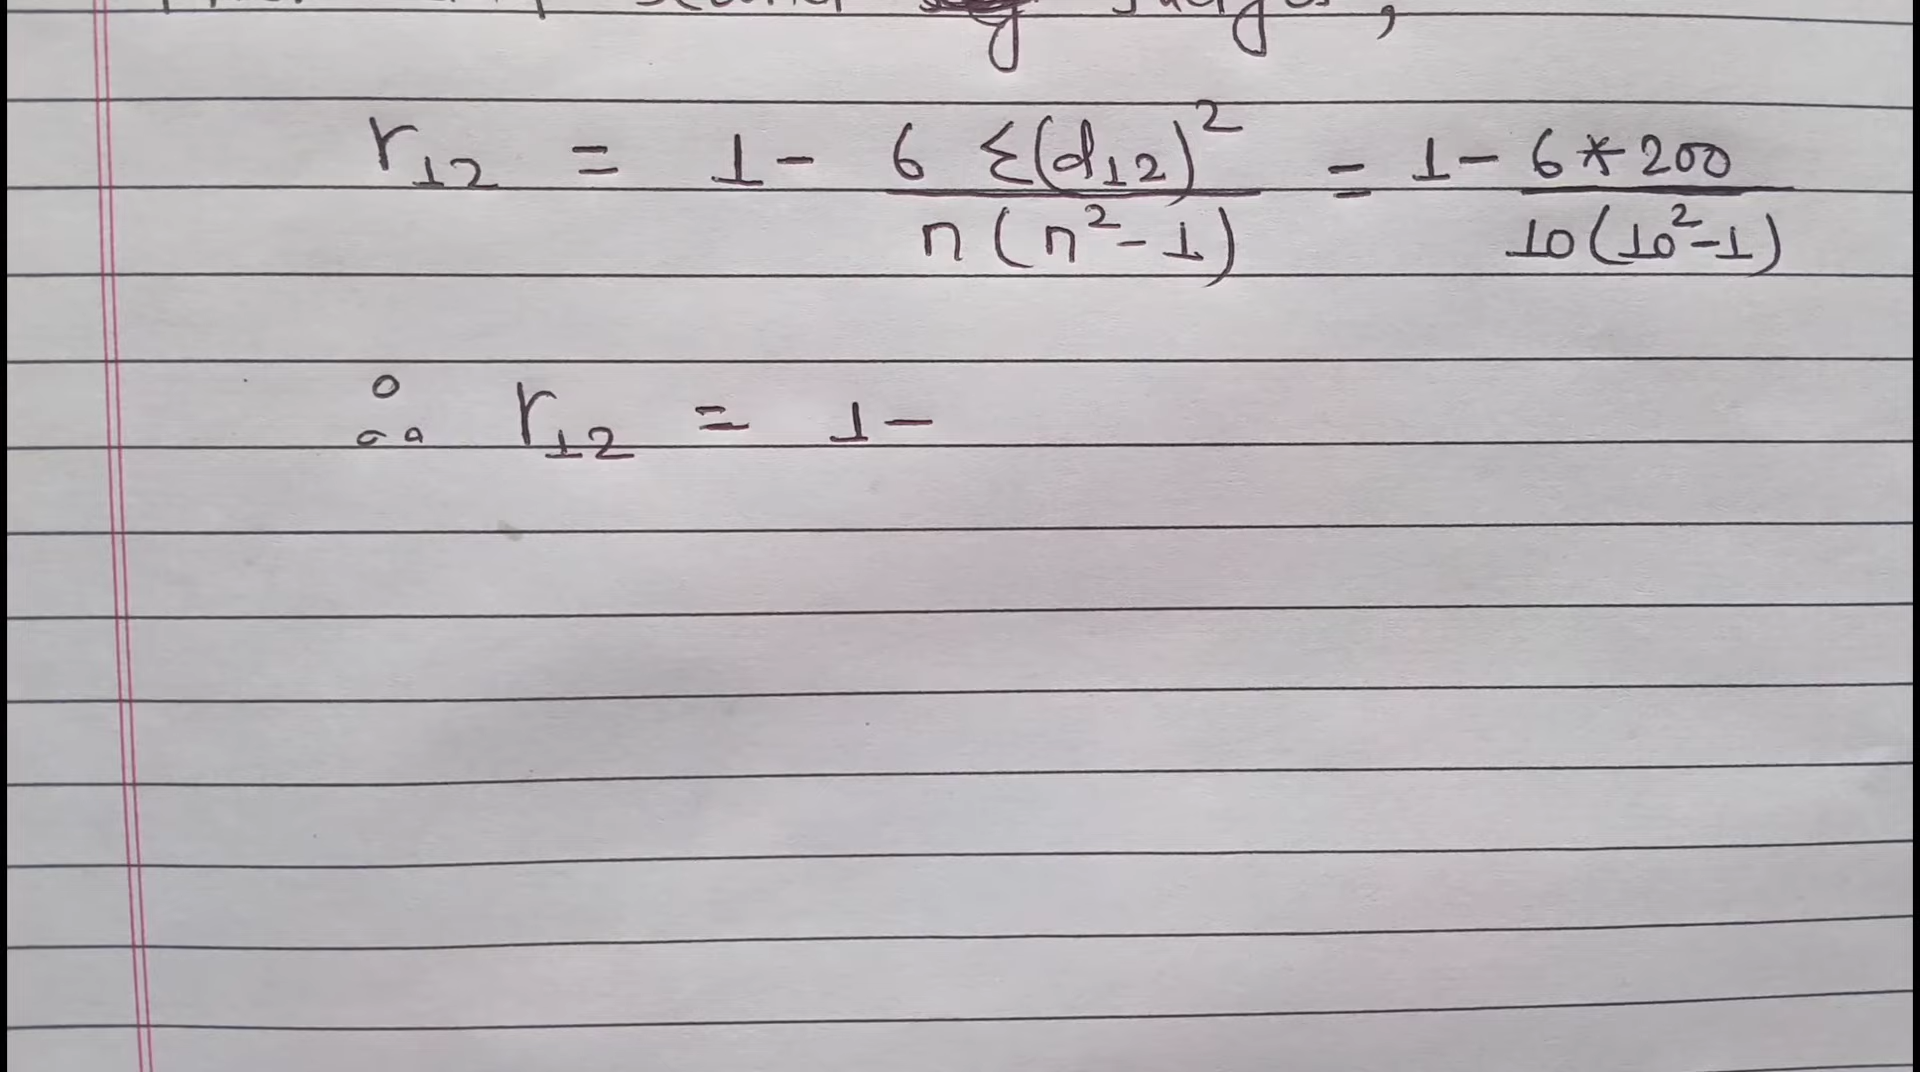 r₁₂ = 1 - 6 Σ(d₁₂)² / n(n²-1) = 1 - 6*200 / 10(10²-1)
∴ r₁₂ = 1 -